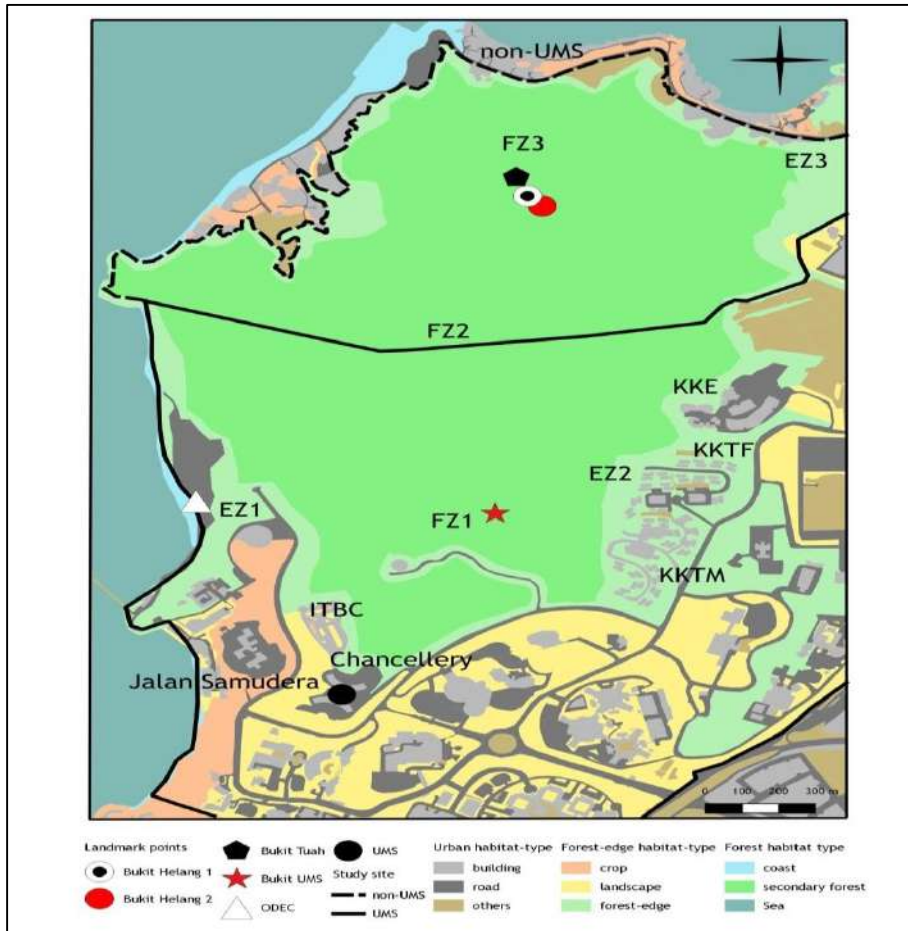 non-UMS
FZ3
EZ3
FZ2
KKE
KKTF
EZ2
EZ1
FZ1
KKTM
ITBC
Chancellery
Jalan Samudera
0 100 200 300 m
Landmark points
Bukit Helang 1
Bukit Helang 2
Bukit Tuah
Bukit UMS
ODEC
UMS
Study site
non-UMS
UMS
Urban habitat-type
building
road
others
Forest-edge habitat-type
crop
landscape
forest-edge
Forest habitat type
coast
secondary forest
Sea